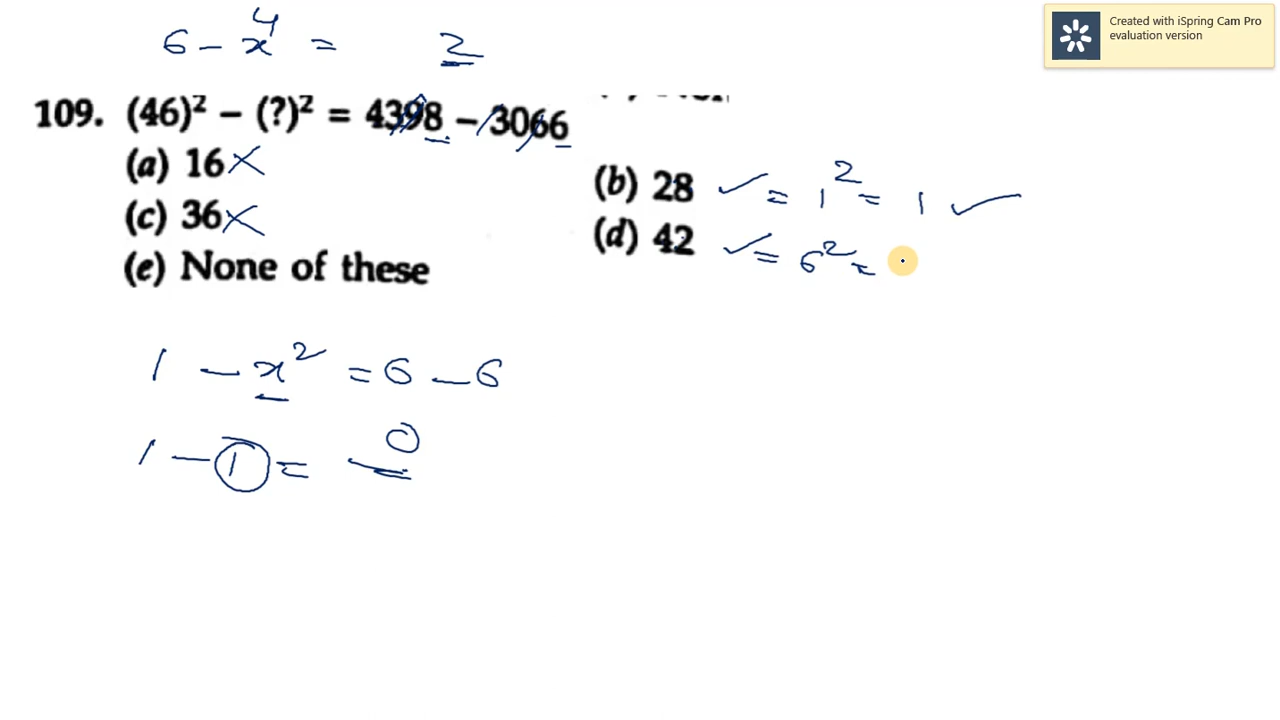 6 - x⁴ = 2
Created with iSpring Cam Pro
evaluation version
109. (46)² – (?)² = 4398 – 3066
(a) 16 ×
(b) 28 ✓ = 1² = 1 ✓
(c) 36 ×
(d) 42 ✓ = 6² =
(e) None of these
1 - x² = 6 - 6
1 - 1 = 0